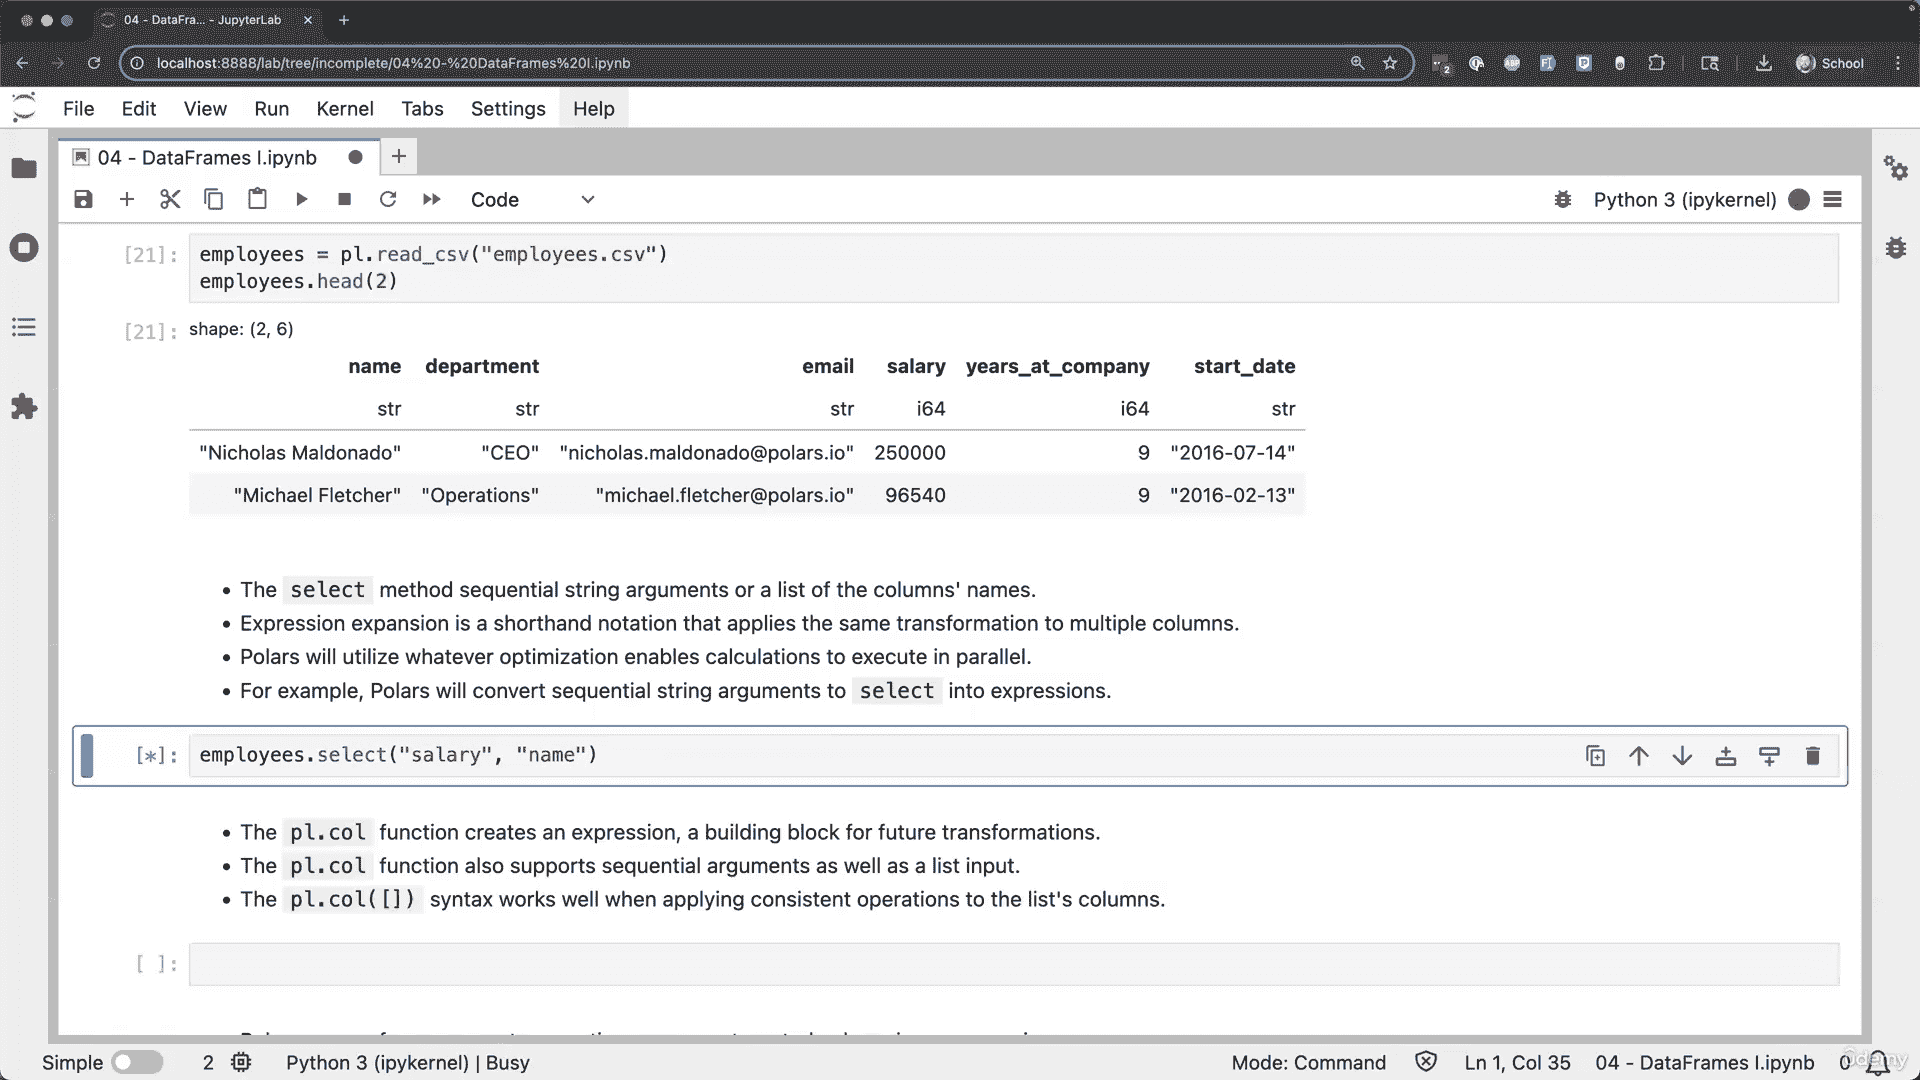 04 - DataFra... - JupyterLab
localhost:8888/lab/tree/incomplete/04%20-%20DataFrames%20I.ipynb
2
ABP
School
File Edit View Run Kernel Tabs Settings Help
04 - DataFrames I.ipynb
Code
Python 3 (ipykernel)
[21]: employees = pl.read_csv("employees.csv")
employees.head(2)
[21]: shape: (2, 6)
name department email salary years_at_company start_date
str str str i64 i64 str
"Nicholas Maldonado" "CEO" "nicholas.maldonado@polars.io" 250000 9 "2016-07-14"
"Michael Fletcher" "Operations" "michael.fletcher@polars.io" 96540 9 "2016-02-13"
• The select method sequential string arguments or a list of the columns' names.
• Expression expansion is a shorthand notation that applies the same transformation to multiple columns.
• Polars will utilize whatever optimization enables calculations to execute in parallel.
• For example, Polars will convert sequential string arguments to select into expressions.
[*]: employees.select("salary", "name")
• The pl.col function creates an expression, a building block for future transformations.
• The pl.col function also supports sequential arguments as well as a list input.
• The pl.col([]) syntax works well when applying consistent operations to the list's columns.
[ ]:
Simple 2 Python 3 (ipykernel) | Busy Mode: Command Ln 1, Col 35 04 - DataFrames I.ipynb 0
udemy